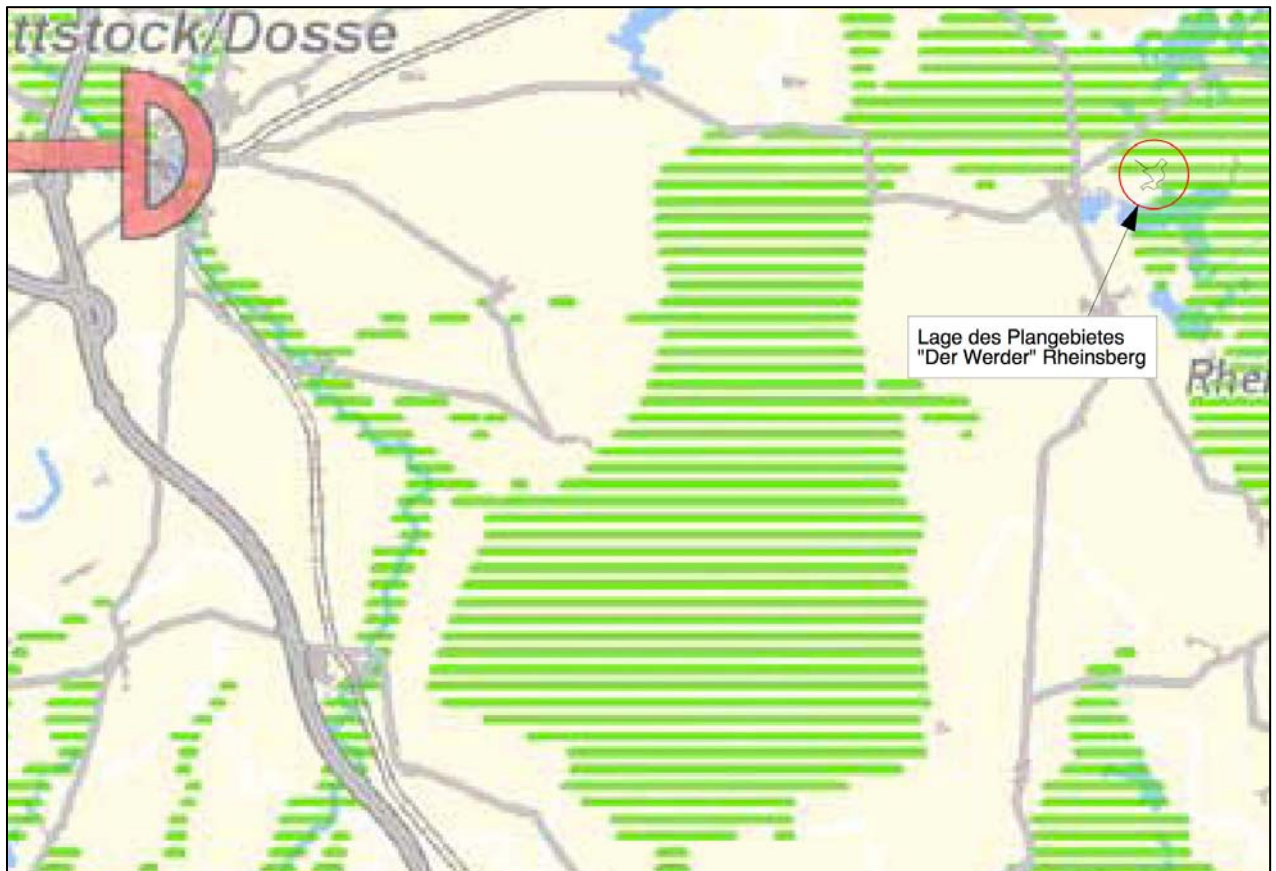 ttstock/Dosse
D
Lage des Plangebietes
"Der Werder" Rheinsberg
Rhei